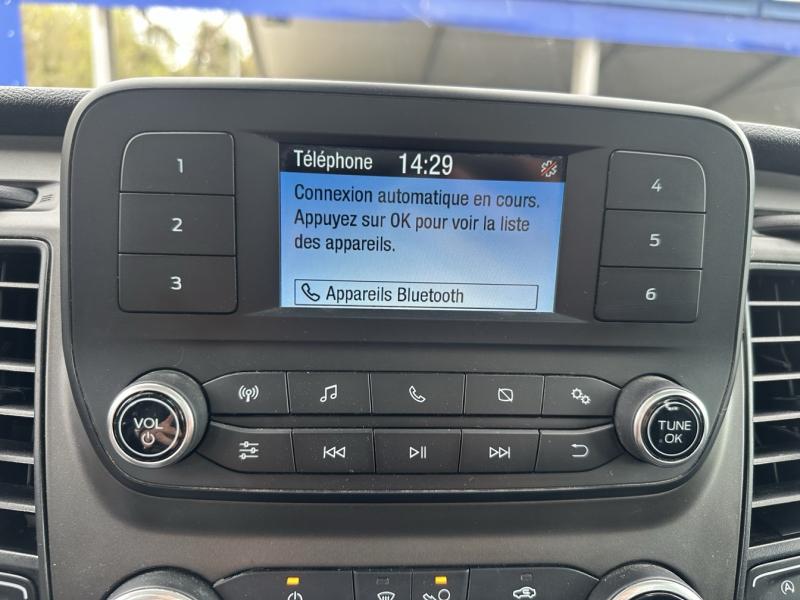 Téléphone 14:29
Connexion automatique en cours.
Appuyez sur OK pour voir la liste
des appareils.
Appareils Bluetooth
1
2
3
4
5
6
VOL
TUNE
OK